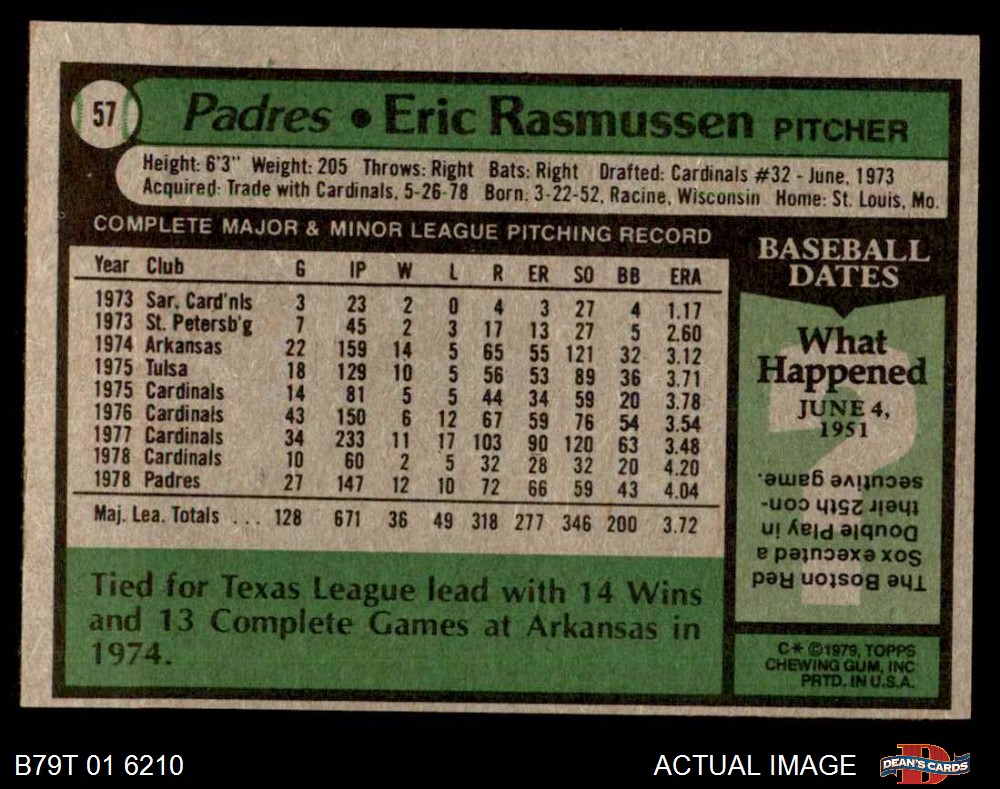 57
Padres • Eric Rasmussen PITCHER
Height: 6'3" Weight: 205 Throws: Right Bats: Right Drafted: Cardinals #32 - June, 1973
Acquired: Trade with Cardinals, 5-26-78 Born: 3-22-52, Racine, Wisconsin Home: St. Louis, Mo.
COMPLETE MAJOR & MINOR LEAGUE PITCHING RECORD
Year Club G IP W L R ER SO BB ERA
1973 Sar. Card'nls 3 23 2 0 4 3 27 4 1.17
1973 St. Petersb'g 7 45 2 3 17 13 27 5 2.60
1974 Arkansas 22 159 14 5 65 55 121 32 3.12
1975 Tulsa 18 129 10 5 56 53 89 36 3.71
1975 Cardinals 14 81 5 5 44 34 59 20 3.78
1976 Cardinals 43 150 6 12 67 59 76 54 3.54
1977 Cardinals 34 233 11 17 103 90 120 63 3.48
1978 Cardinals 10 60 2 5 32 28 32 20 4.20
1978 Padres 27 147 12 10 72 66 59 43 4.04
Maj. Lea. Totals ... 128 671 36 49 318 277 346 200 3.72
Tied for Texas League lead with 14 Wins
and 13 Complete Games at Arkansas in
1974.
BASEBALL
DATES
What
Happened
JUNE 4,
1951
?
The Boston Red
Sox executed a
Double Play in
their 25th con-
secutive game.
C* ©1979, TOPPS
CHEWING GUM, INC
PRTD. IN U.S.A.
B79T 01 6210
ACTUAL IMAGE
D
DEAN'S CARDS